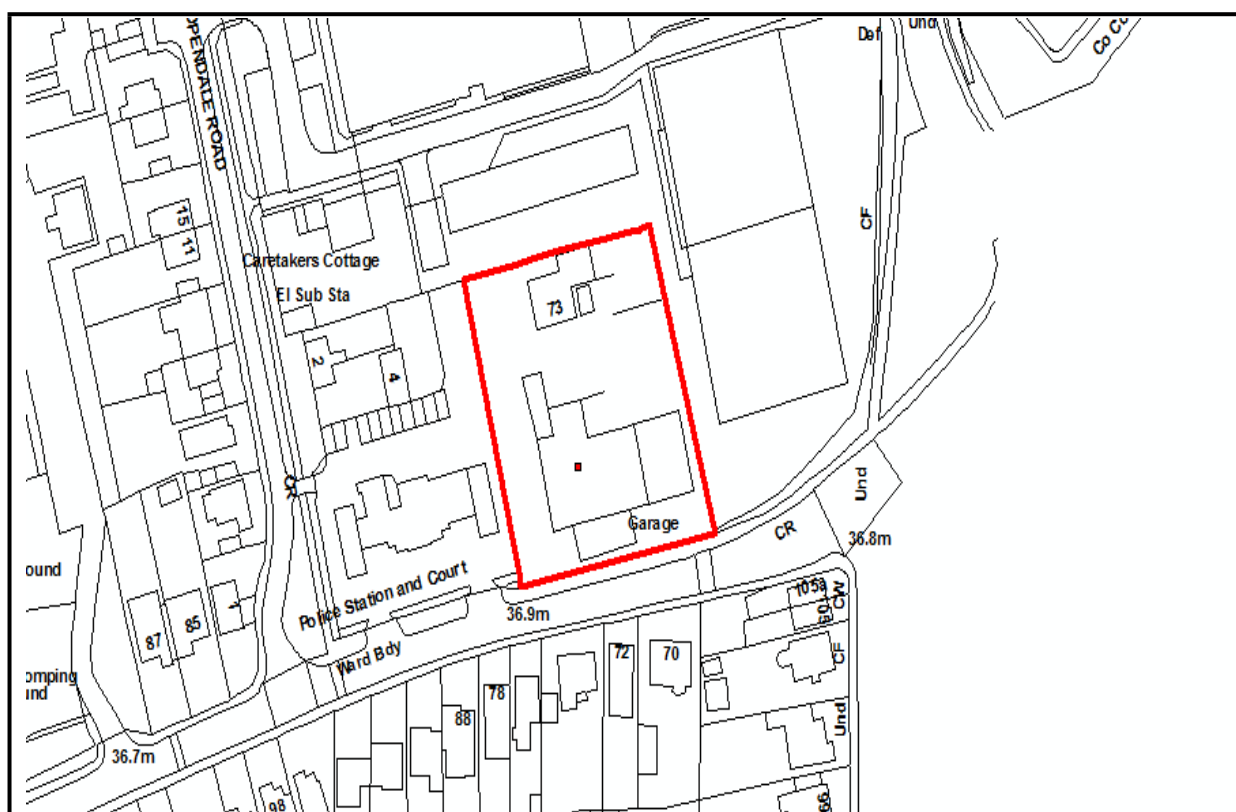 Def
Und
Co Co
OPENDALE ROAD
15
11
CF
Caretakers Cottage
El Sub Sta
73
2
4
CR
Und
Garage
CR
36.8m
ound
Police Station and Court
36.9m
105a
CW
1
85
87
Ward Bdy
72
70
CF
omping
und
78
88
Und
36.7m
98
66